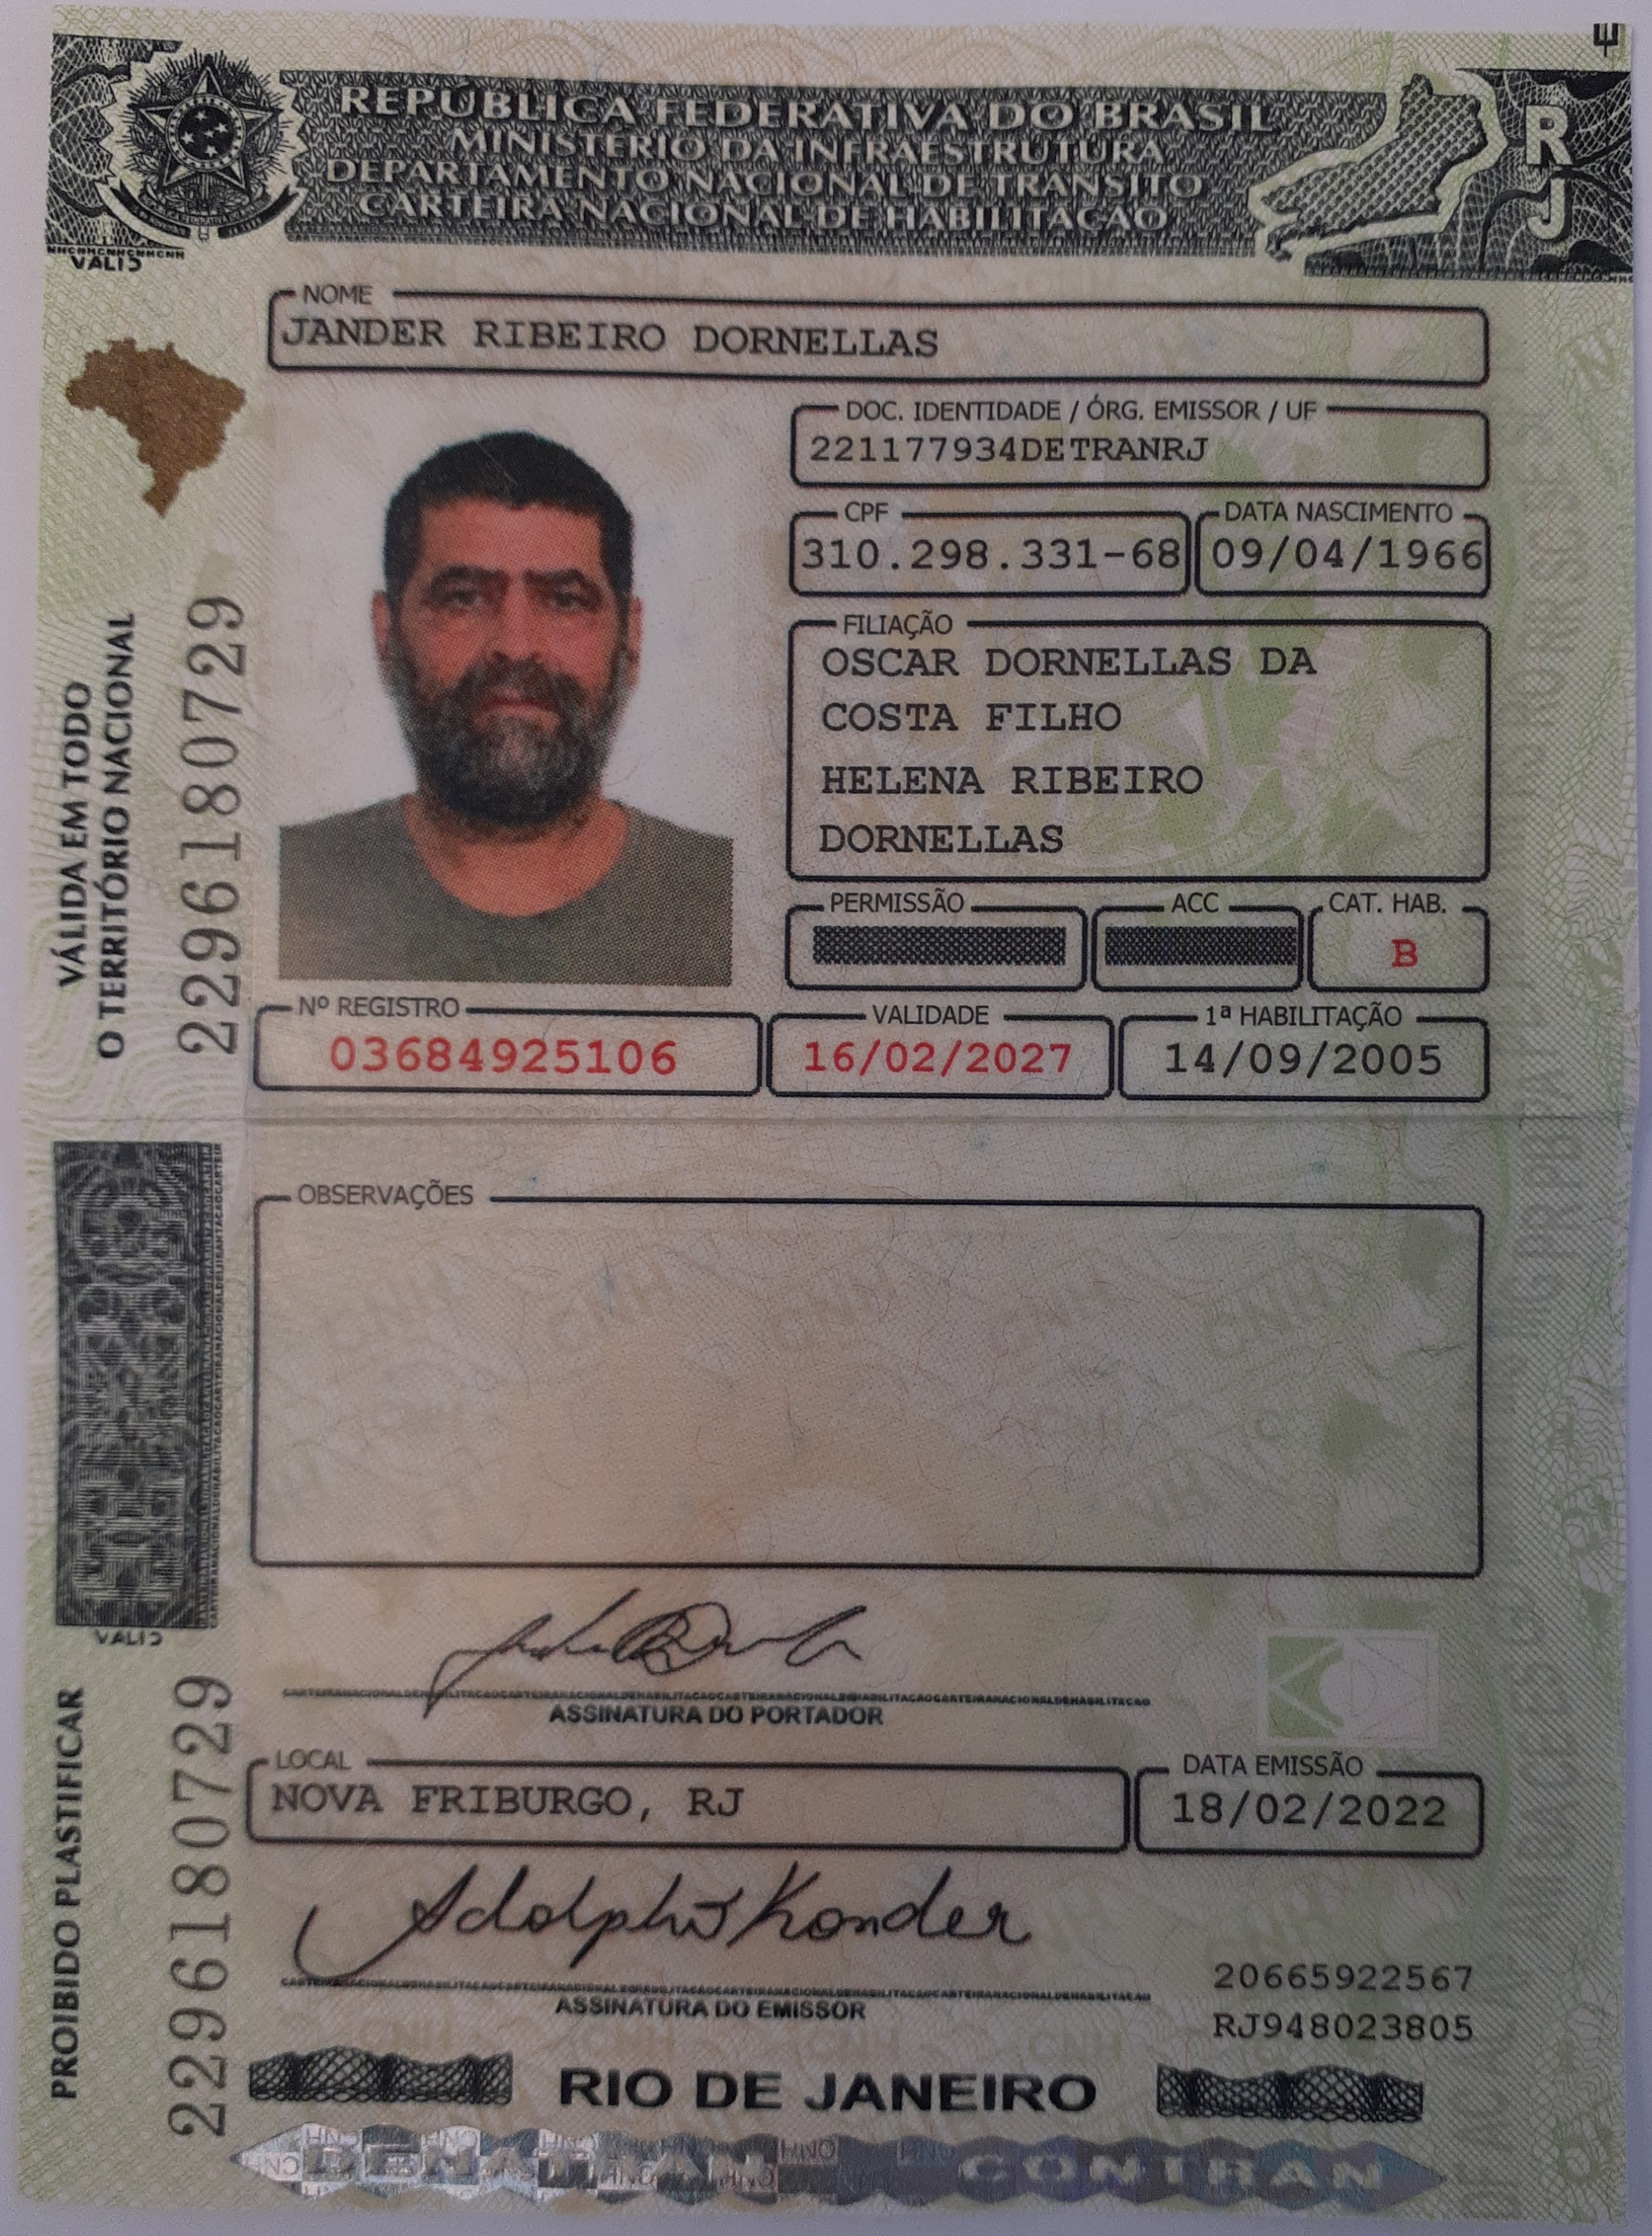 REPÚBLICA FEDERATIVA DO BRASIL
MINISTÉRIO DA INFRAESTRUTURA
DEPARTAMENTO NACIONAL DE TRÂNSITO
CARTEIRA NACIONAL DE HABILITAÇÃO
RJ
VALID
NOME
JANDER RIBEIRO DORNELLAS
DOC. IDENTIDADE / ÓRG. EMISSOR / UF
221177934DETRANRJ
CPF
310.298.331-68
DATA NASCIMENTO
09/04/1966
FILIAÇÃO
OSCAR DORNELLAS DA
COSTA FILHO
HELENA RIBEIRO
DORNELLAS
PERMISSÃO
ACC
CAT. HAB.
B
Nº REGISTRO
03684925106
VALIDADE
16/02/2027
1ª HABILITAÇÃO
14/09/2005
VÁLIDA EM TODO
O TERRITÓRIO NACIONAL
2296180729
OBSERVAÇÕES
VALID
ASSINATURA DO PORTADOR
LOCAL
NOVA FRIBURGO, RJ
DATA EMISSÃO
18/02/2022
Adolpho Konder
ASSINATURA DO EMISSOR
20665922567
RJ948023805
PROIBIDO PLASTIFICAR
2296180729
RIO DE JANEIRO
DENATRAN CONTRAN